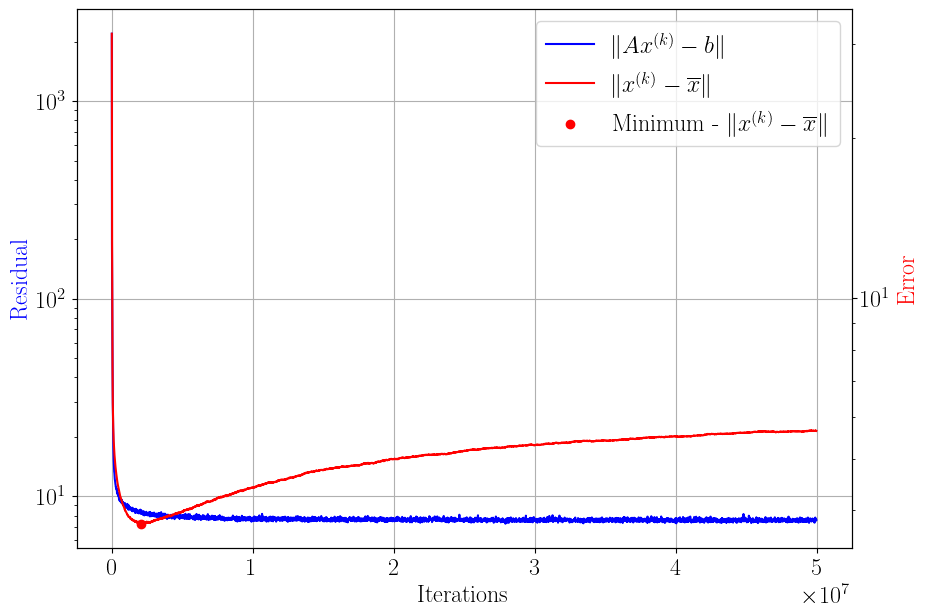 ‖Ax^{(k)} − b‖
‖x^{(k)} − x̅‖
Minimum - ‖x^{(k)} − x̅‖
10^3
10^2
10^1
Residual
10^1
Error
0 1 2 3 4 5
Iterations
×10^7